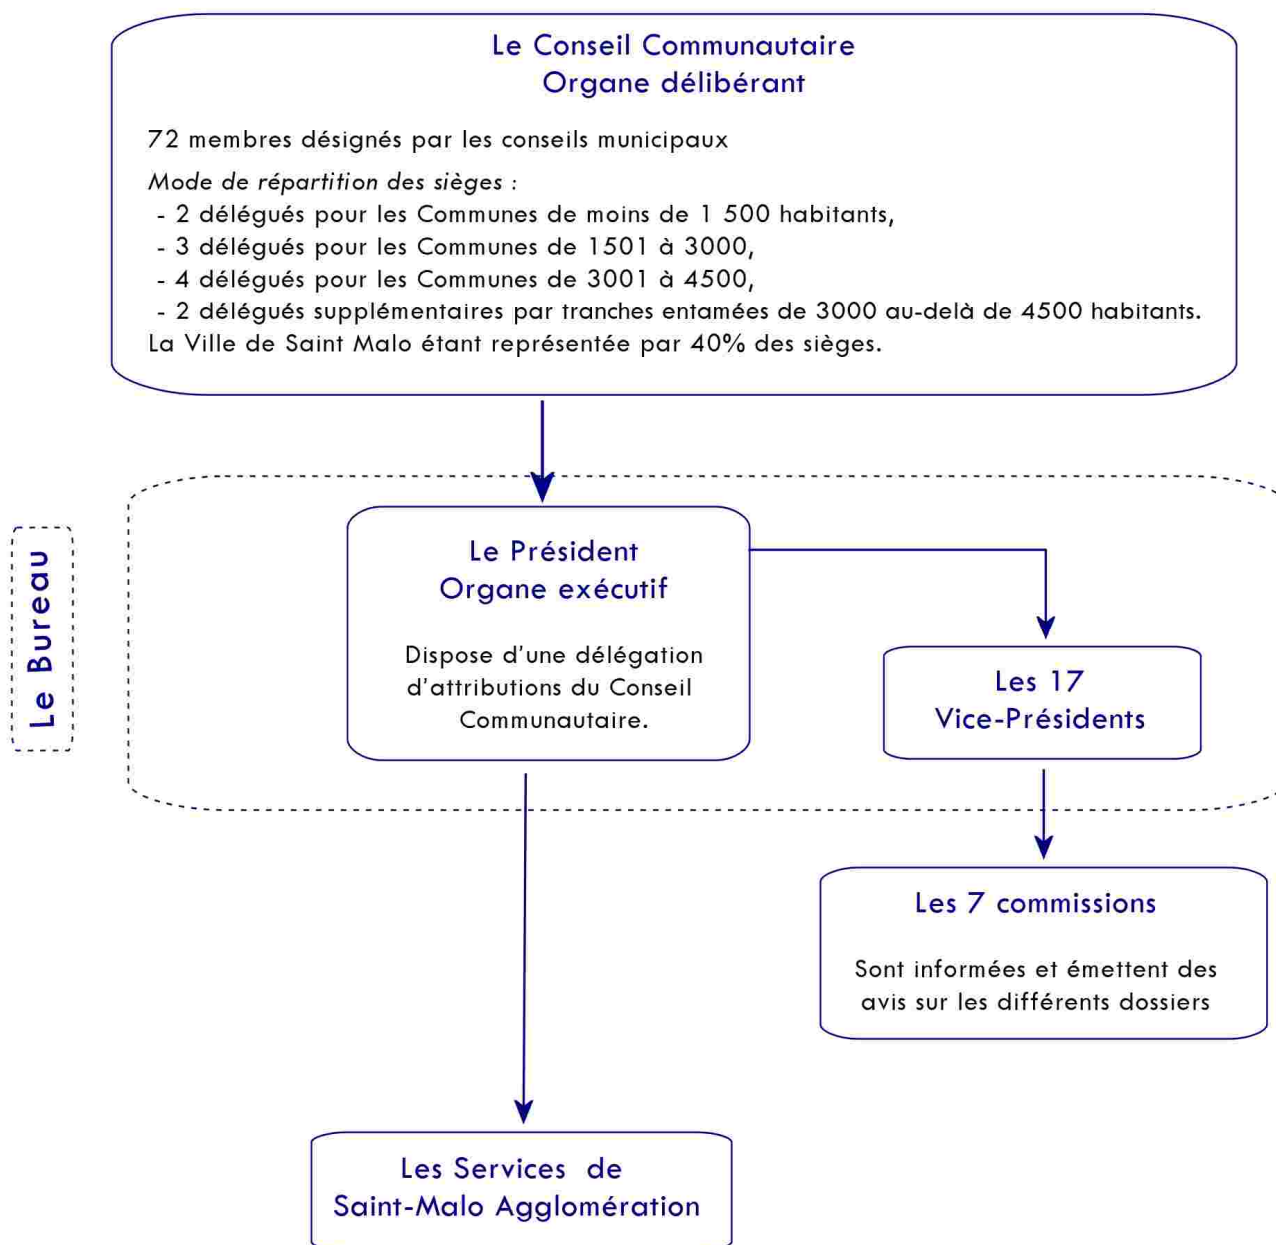 Le Conseil Communautaire
Organe délibérant
72 membres désignés par les conseils municipaux
Mode de répartition des sièges :
- 2 délégués pour les Communes de moins de 1 500 habitants,
- 3 délégués pour les Communes de 1501 à 3000,
- 4 délégués pour les Communes de 3001 à 4500,
- 2 délégués supplémentaires par tranches entamées de 3000 au-delà de 4500 habitants.
La Ville de Saint Malo étant représentée par 40% des sièges.
Le Bureau
Le Président
Organe exécutif
Dispose d'une délégation
d'attributions du Conseil
Communautaire.
Les 17
Vice-Présidents
Les 7 commissions
Sont informées et émettent des
avis sur les différents dossiers
Les Services de
Saint-Malo Agglomération